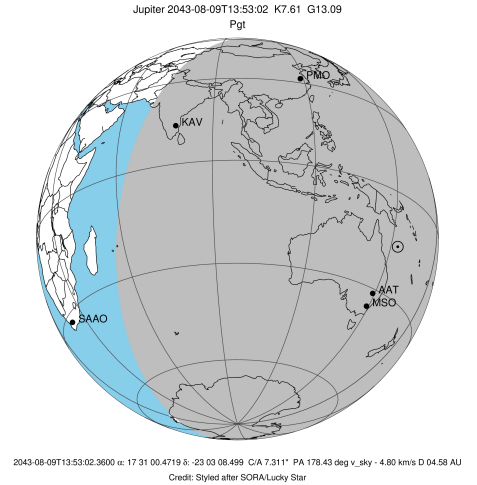 Jupiter 2043-08-09T13:53:02 K7.61 G13.09
Pgt
PMO
KAV
AAT
MSO
SAAO
2043-08-09T13:53:02.3600 α: 17 31 00.4719 δ: -23 03 08.499 C/A 7.311" PA 178.43 deg v_sky - 4.80 km/s D 04.58 AU
Credit: Styled after SORA/Lucky Star